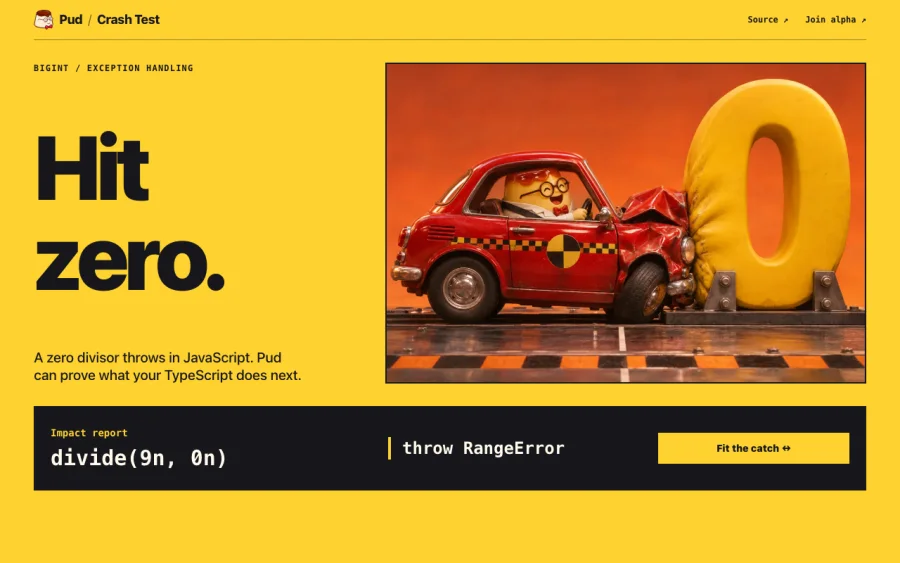 Pud / Crash Test
Source ↗ Join alpha ↗
BIGINT / EXCEPTION HANDLING
Hit
zero.
0
A zero divisor throws in JavaScript. Pud
can prove what your TypeScript does next.
Impact report
divide(9n, 0n)
throw RangeError
Fit the catch ↔